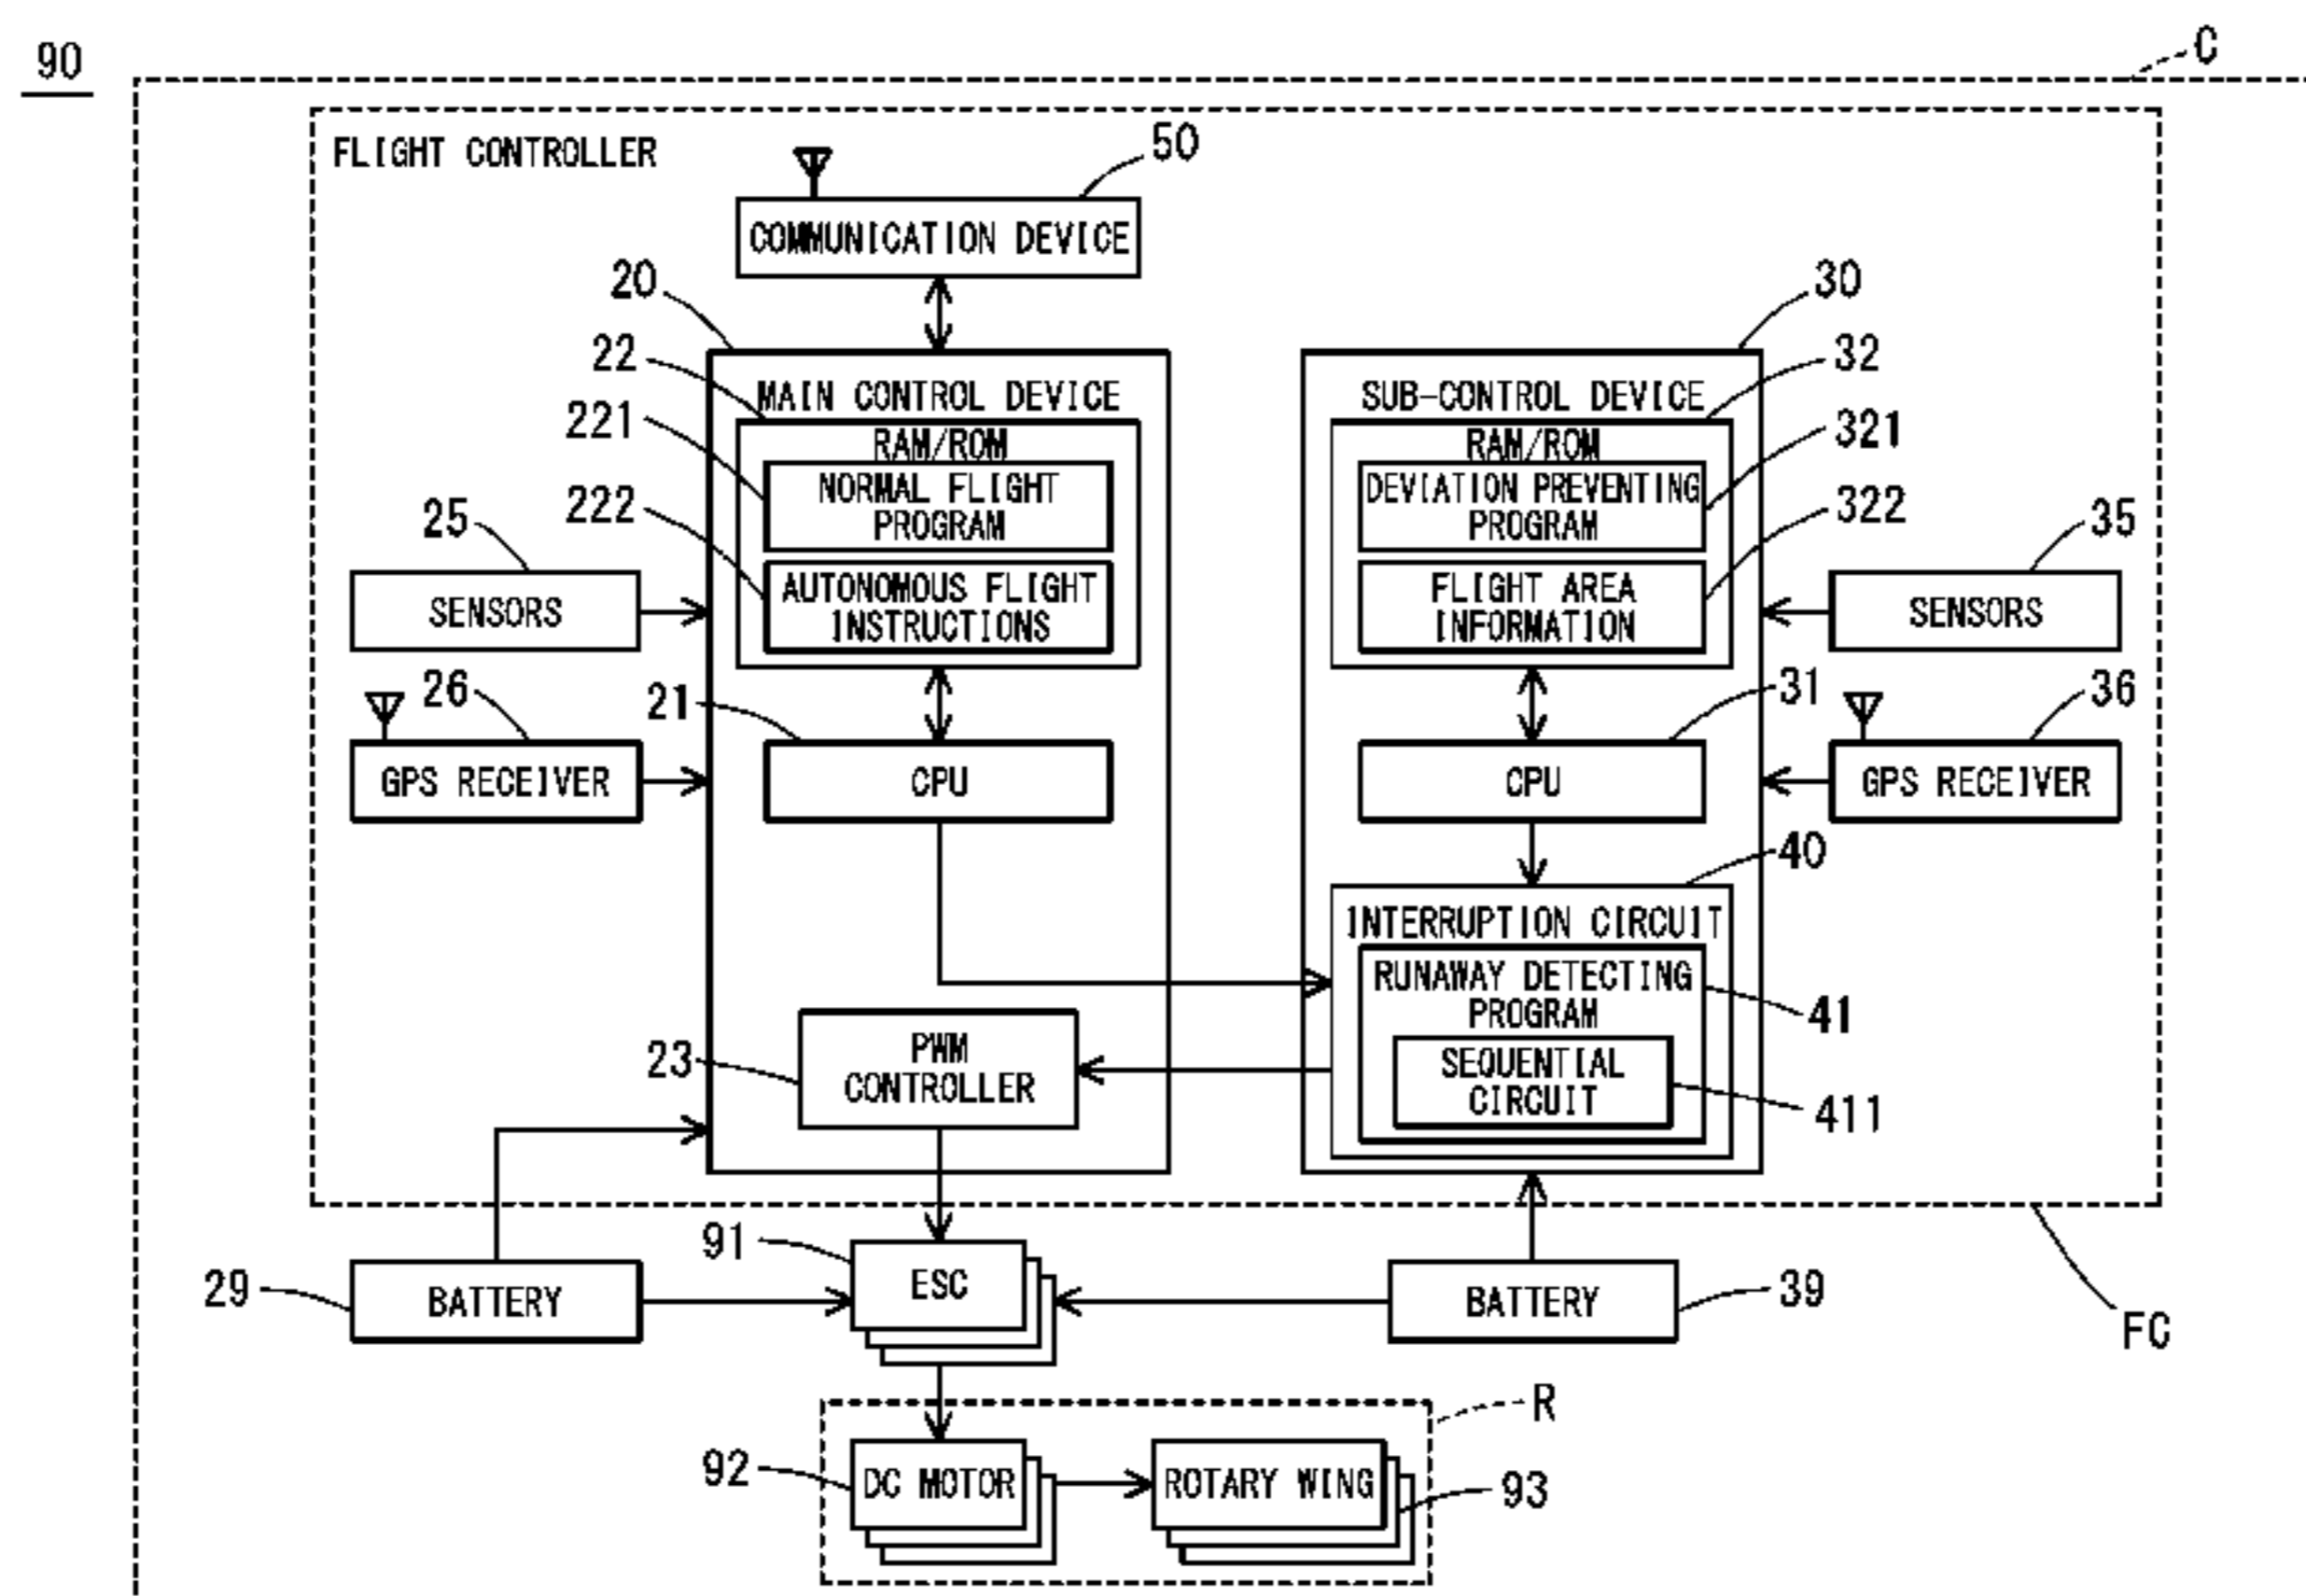 90
C
FLIGHT CONTROLLER
50
COMMUNICATION DEVICE
20
30
22
32
MAIN CONTROL DEVICE
SUB-CONTROL DEVICE
221
321
RAM/ROM
RAM/ROM
NORMAL FLIGHT
PROGRAM
DEVIATION PREVENTING
PROGRAM
222
322
25
35
AUTONOMOUS FLIGHT
INSTRUCTIONS
FLIGHT AREA
INFORMATION
SENSORS
SENSORS
26
21
31
36
GPS RECEIVER
CPU
CPU
GPS RECEIVER
40
INTERRUPTION CIRCUIT
RUNAWAY DETECTING
PROGRAM
41
23
PWM
CONTROLLER
SEQUENTIAL
CIRCUIT
411
91
29
BATTERY
ESC
BATTERY
39
FC
R
92
DC MOTOR
ROTARY WING
93